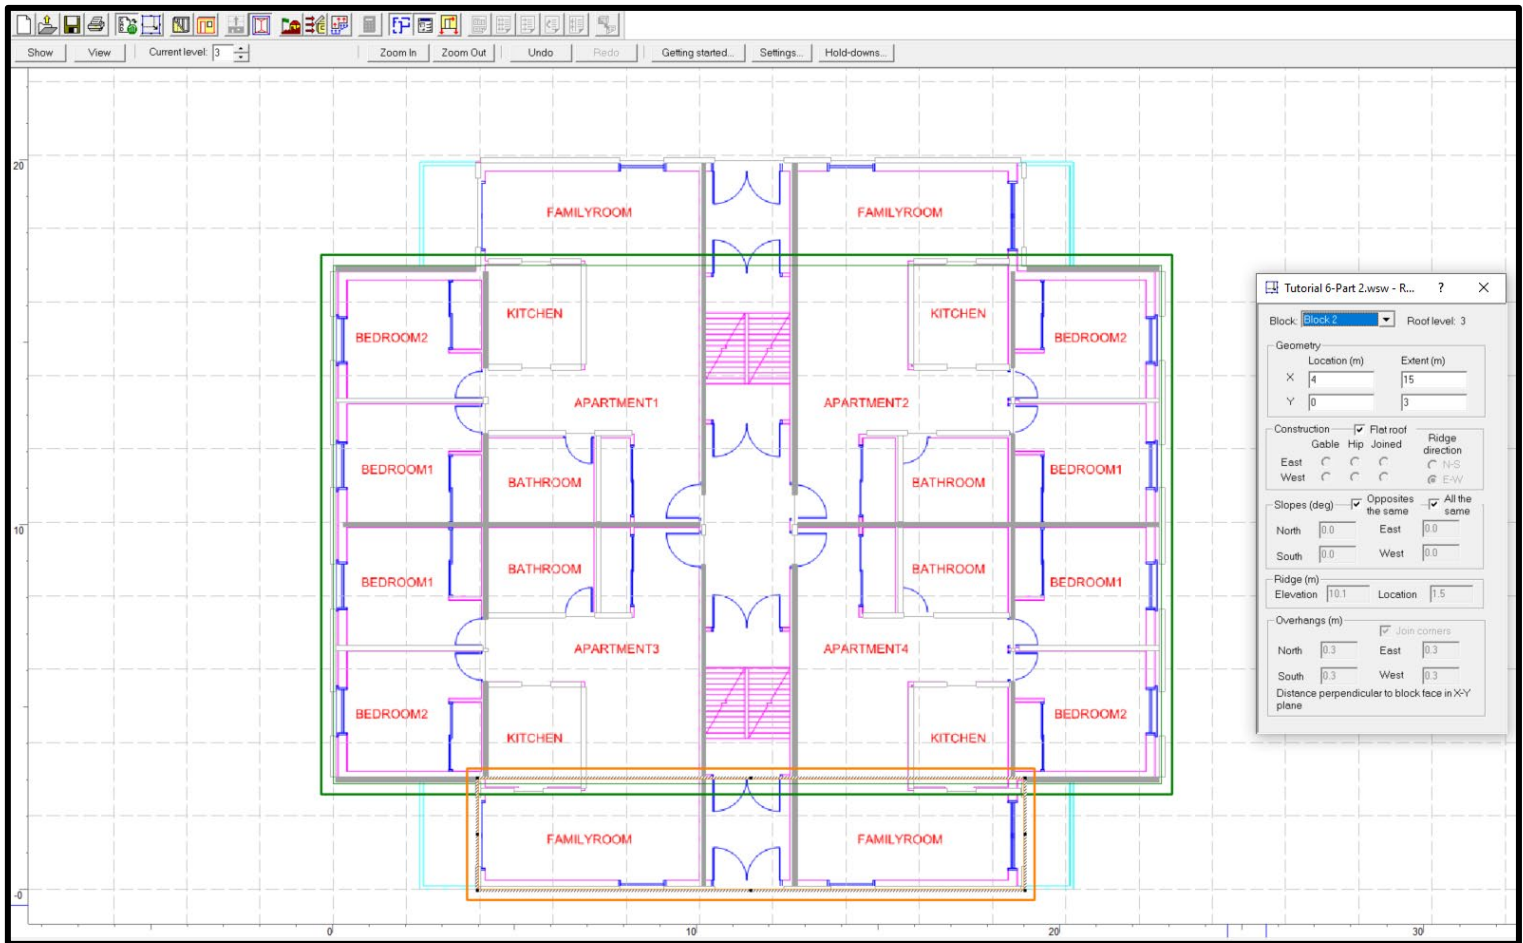 Show View Current level: 3 Zoom In Zoom Out Undo Redo Getting started... Settings... Hold-downs...
20
FAMILYROOM FAMILYROOM
KITCHEN KITCHEN
BEDROOM2 BEDROOM2
APARTMENT1 APARTMENT2
BEDROOM1 BEDROOM1
BATHROOM BATHROOM
10
BATHROOM BATHROOM
BEDROOM1 BEDROOM1
APARTMENT3 APARTMENT4
BEDROOM2 BEDROOM2
KITCHEN KITCHEN
FAMILYROOM FAMILYROOM
-0
0 10 20 30
Tutorial 6-Part 2.wsw - R... ?
Block: Block 2 Roof level: 3
Geometry
Location (m) Extent (m)
X 4 15
Y 0 3
Construction Flat roof
Gable Hip Joined Ridge direction
East N-S
West E-W
Slopes (deg) Opposites the same All the same
North 0.0 East 0.0
South 0.0 West 0.0
Ridge (m)
Elevation 10.1 Location 1.5
Overhangs (m)
Join corners
North 0.3 East 0.3
South 0.3 West 0.3
Distance perpendicular to block face in X-Y
plane